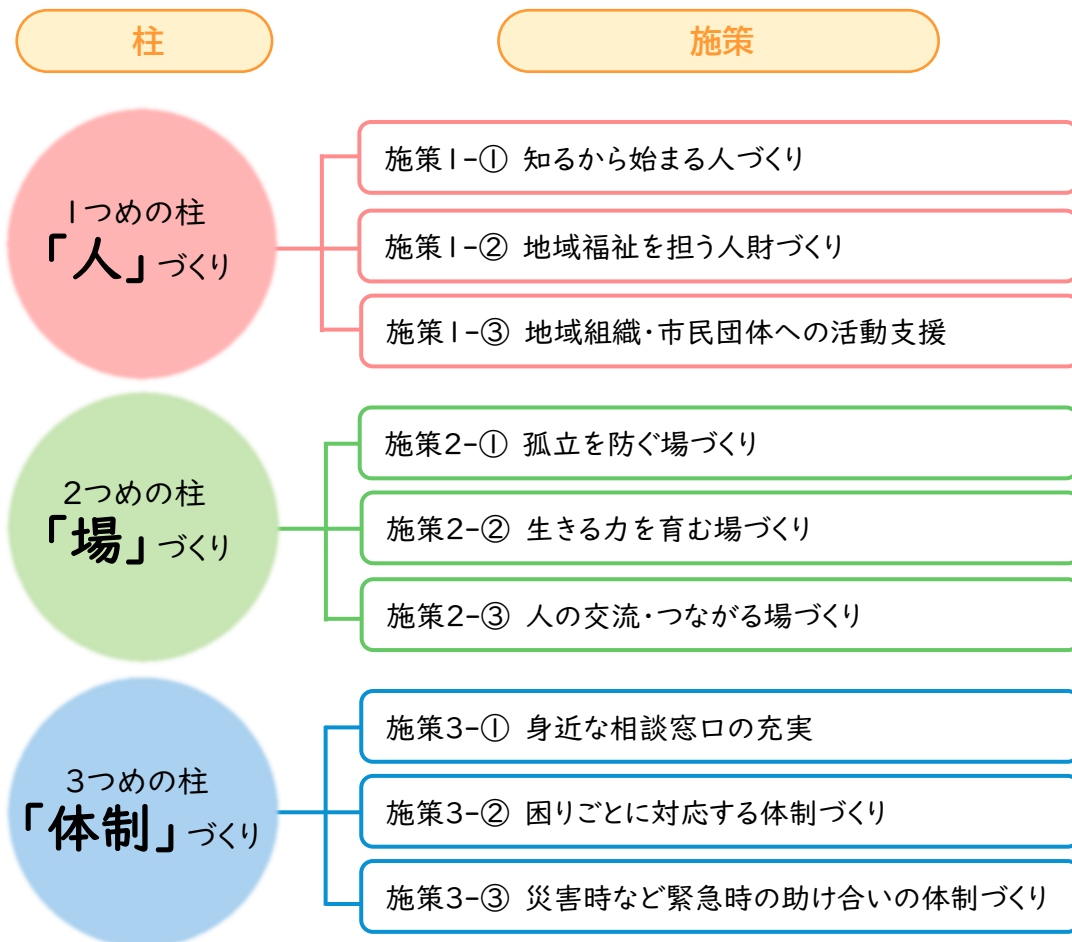 柱
施策
1つめの柱
「人」づくり
施策1-① 知るから始まる人づくり
施策1-② 地域福祉を担う人財づくり
施策1-③ 地域組織・市民団体への活動支援
2つめの柱
「場」づくり
施策2-① 孤立を防ぐ場づくり
施策2-② 生きる力を育む場づくり
施策2-③ 人の交流・つながる場づくり
3つめの柱
「体制」づくり
施策3-① 身近な相談窓口の充実
施策3-② 困りごとに対応する体制づくり
施策3-③ 災害時など緊急時の助け合いの体制づくり